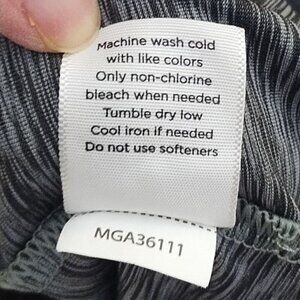 Machine wash cold
with like colors
Only non-chlorine
bleach when needed
Tumble dry low
Cool iron if needed
Do not use softeners
MGA36111